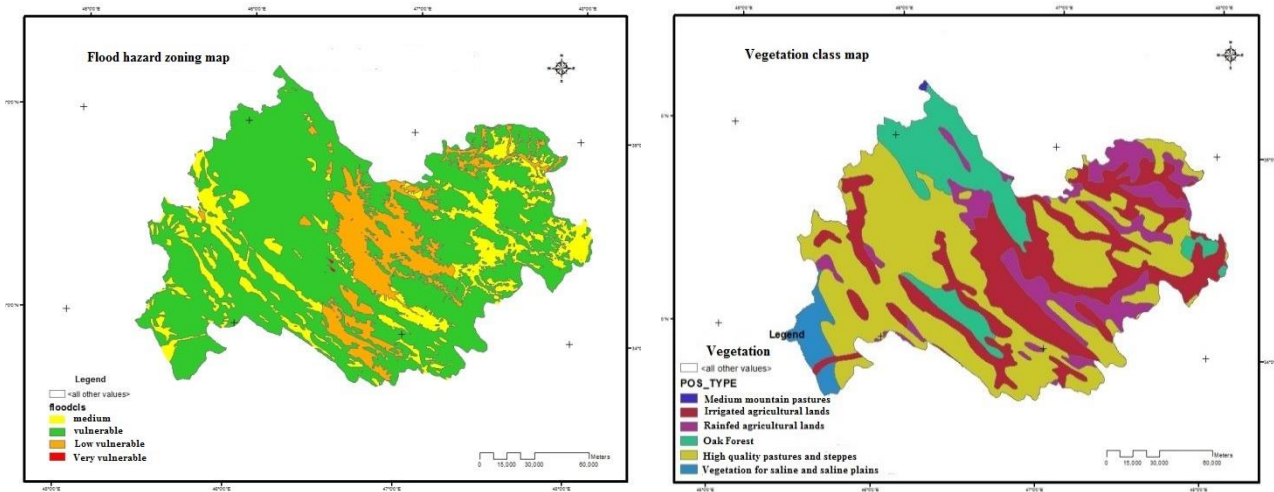 Flood hazard zoning map
Legend
<all other values>
floodcls
medium
vulnerable
Low vulnerable
Very vulnerable
Meters
0 15,000 30,000 60,000
Vegetation class map
Legend
Vegetation
<all other values>
POS_TYPE
Medium mountain pastures
Irrigated agricultural lands
Rainfed agricultural lands
Oak Forest
High quality pastures and steppes
Vegetation for saline and saline plains
Meters
0 15,000 30,000 60,000